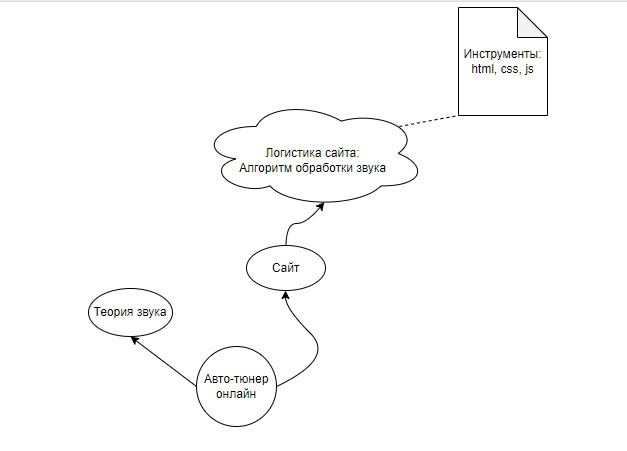 Инструменты:
html, css, js
Логистика сайта:
Алгоритм обработки звука
Сайт
Теория звука
Авто-тюнер
онлайн